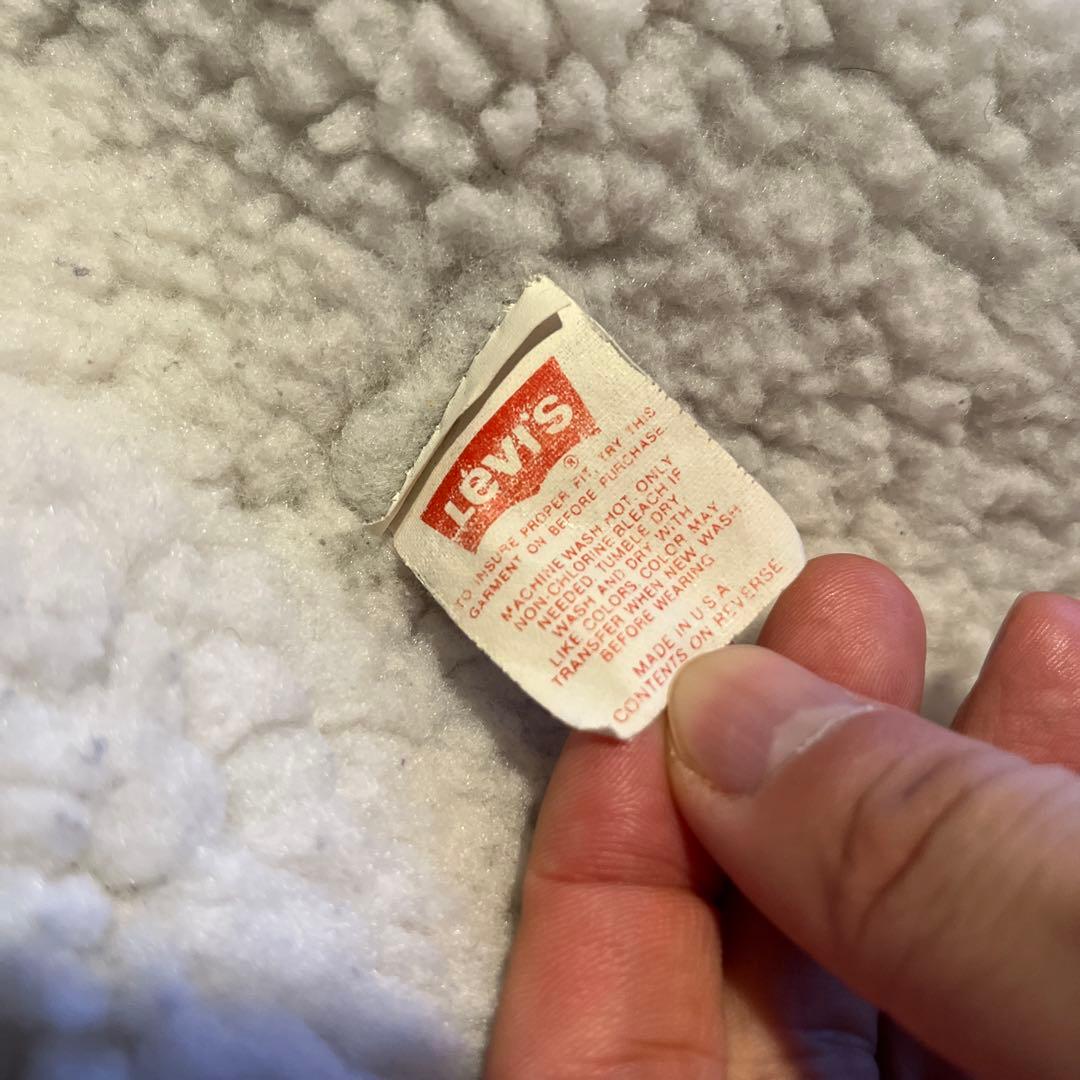 Levi's
®
TO INSURE PROPER FIT, TRY THIS
GARMENT ON BEFORE PURCHASE.
MACHINE WASH HOT. ONLY
NON-CHLORINE BLEACH IF
NEEDED. TUMBLE DRY.
WASH AND DRY WITH
LIKE COLORS. COLOR MAY
TRANSFER WHEN NEW. WASH
BEFORE WEARING
MADE IN U.S.A.
CONTENTS ON REVERSE